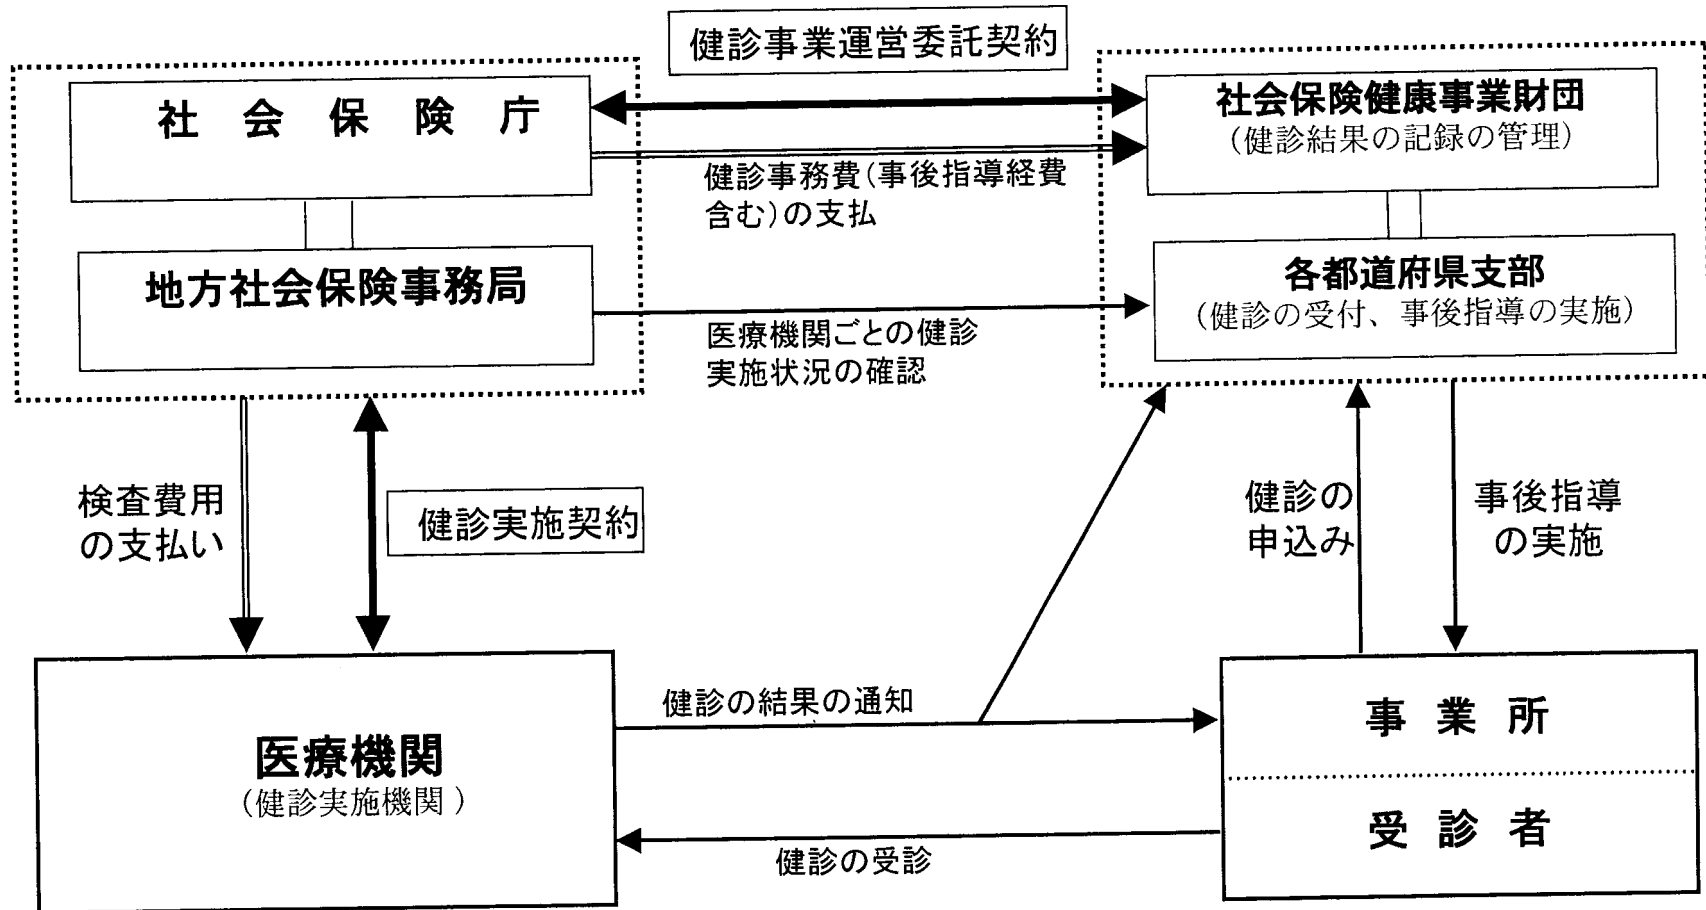 健診事業運営委託契約
社会保険庁
社会保険健康事業財団
（健診結果の記録の管理）
健診事務費（事後指導経費
含む）の支払
地方社会保険事務局
各都道府県支部
（健診の受付、事後指導の実施）
医療機関ごとの健診
実施状況の確認
検査費用
の支払い
健診実施契約
健診の
申込み
事後指導
の実施
健診の結果の通知
医療機関
（健診実施機関）
事業所
受診者
健診の受診